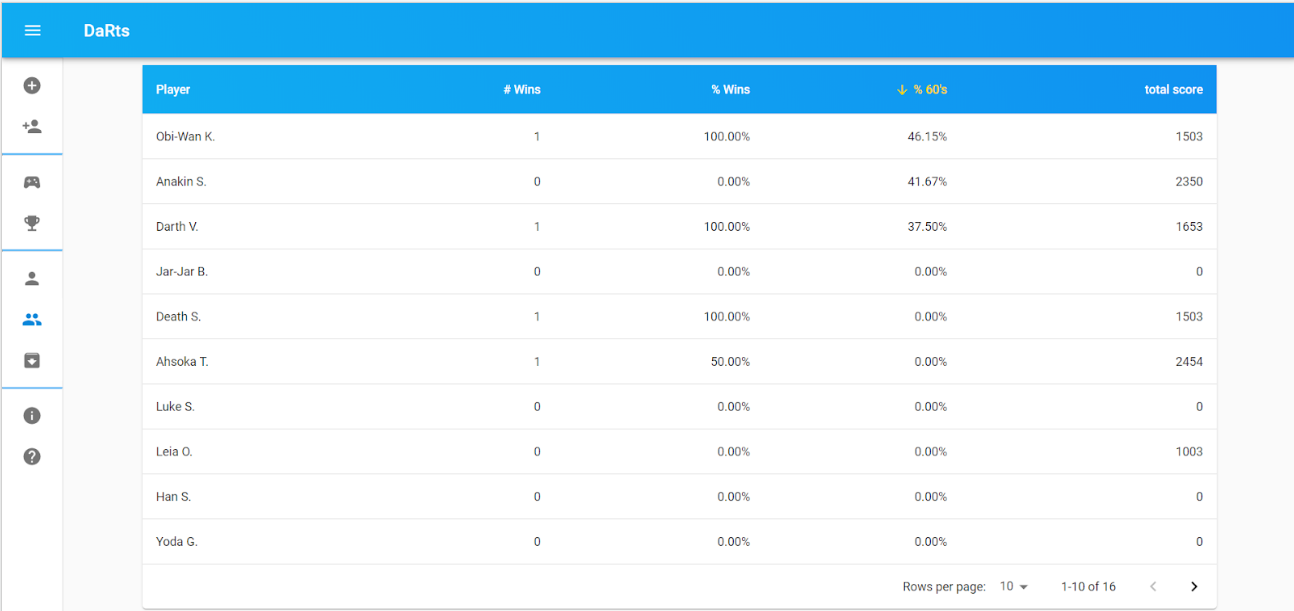 DaRts
Player # Wins % Wins ↓ % 60's total score
Obi-Wan K. 1 100.00% 46.15% 1503
Anakin S. 0 0.00% 41.67% 2350
Darth V. 1 100.00% 37.50% 1653
Jar-Jar B. 0 0.00% 0.00% 0
Death S. 1 100.00% 0.00% 1503
Ahsoka T. 1 50.00% 0.00% 2454
Luke S. 0 0.00% 0.00% 0
Leia O. 0 0.00% 0.00% 1003
Han S. 0 0.00% 0.00% 0
Yoda G. 0 0.00% 0.00% 0
Rows per page: 10 1-10 of 16